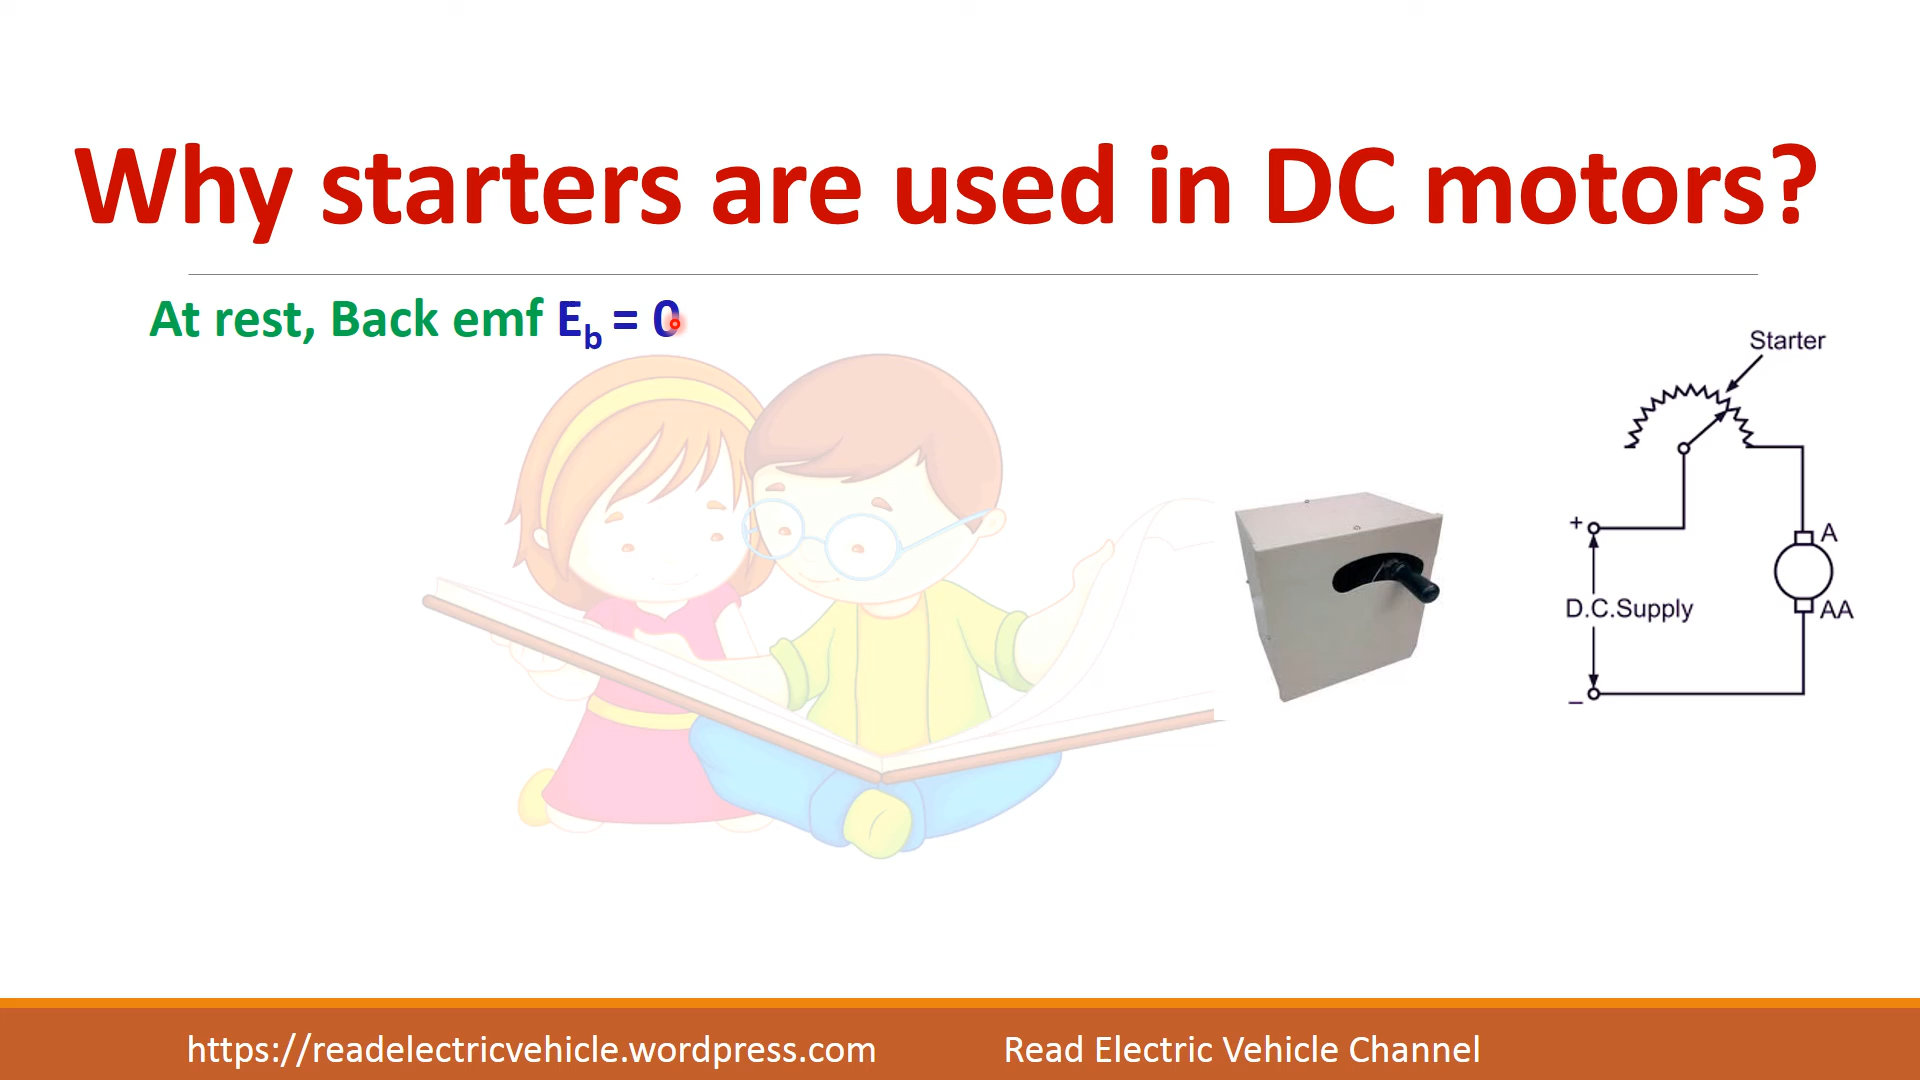 Why starters are used in DC motors?
At rest, Back emf Eb = 0
Starter
+
A
D.C.Supply
AA
–
https://readelectricvehicle.wordpress.com
Read Electric Vehicle Channel